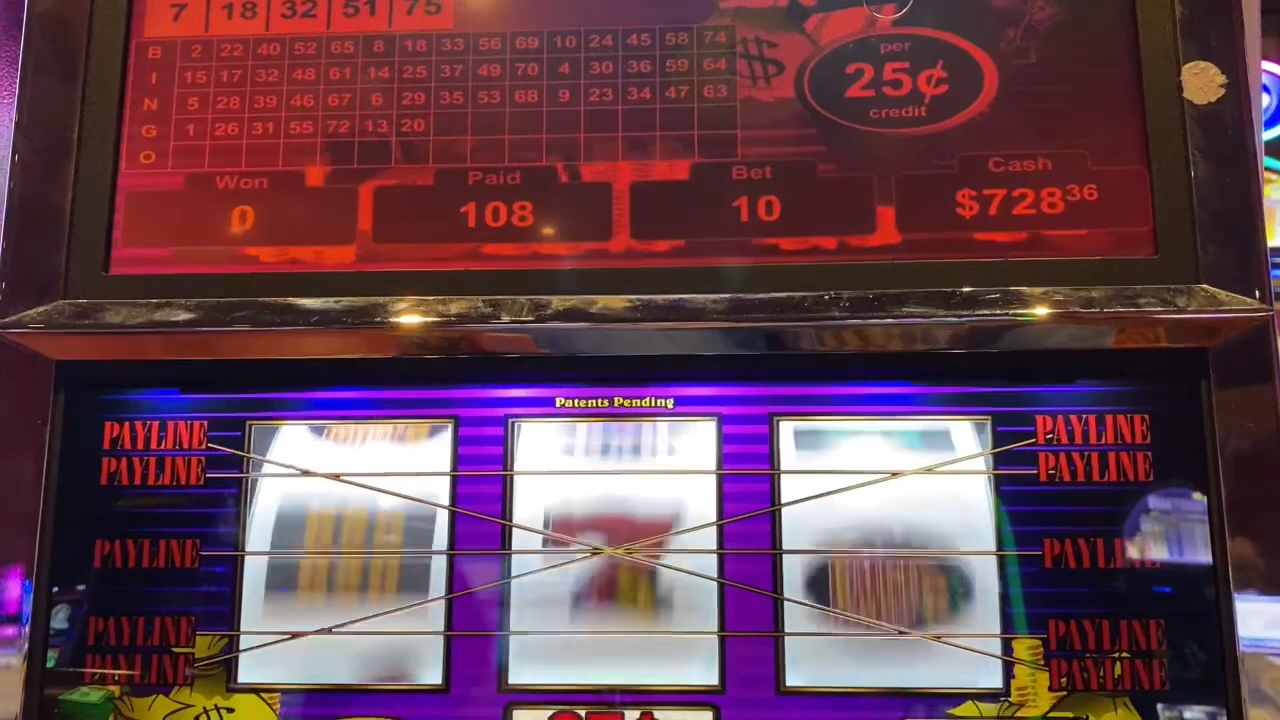 7 18 32 51 75
B 2 22 40 52 65 8 18 33 56 69 10 24 45 58 74
I 15 17 32 48 61 14 25 37 49 70 4 30 36 59 64
N 5 28 39 46 67 6 29 35 53 68 9 23 34 47 63
G 1 26 31 55 72 13 20
O
$
per
25¢
credit
Won Paid Bet Cash
0 108 10 $728 36
Patents Pending
PAYLINE PAYLINE
PAYLINE PAYLINE
PAYLINE PAYLINE
PAYLINE PAYLINE
PAYLINE PAYLINE
$